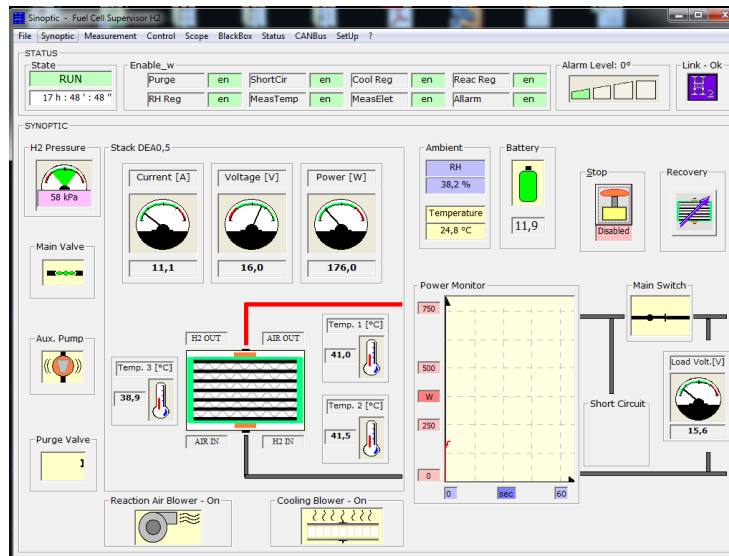 Sinoptic - Fuel Cell Supervisor H2
File Synoptic Measurement Control Scope BlackBox Status CANBus SetUp ?
STATUS
State
RUN
17 h : 48 ' : 48 "
Enable_w
Purge en ShortCir en Cool Reg en Reac Reg en
RH Reg en MeasTemp en MeasElet en Allarm en
Alarm Level: 0°
Link - Ok
H2
SYNOPTIC
H2 Pressure
58 kPa
Main Valve
Aux. Pump
Purge Valve
Stack DEA0,5
Current [A] Voltage [V] Power [W]
11,1 16,0 176,0
H2 OUT AIR OUT
Temp. 1 [°C]
41,0
Temp. 3 [°C]
38,9
Temp. 2 [°C]
41,5
AIR IN H2 IN
Reaction Air Blower - On
Cooling Blower - On
Ambient
RH
38,2 %
Temperature
24,8 ºC
Battery
11,9
Stop
Disabled
Recovery
Power Monitor
750
500
W
250
0
0 sec 60
Main Switch
Load Volt.[V]
15,6
Short Circuit